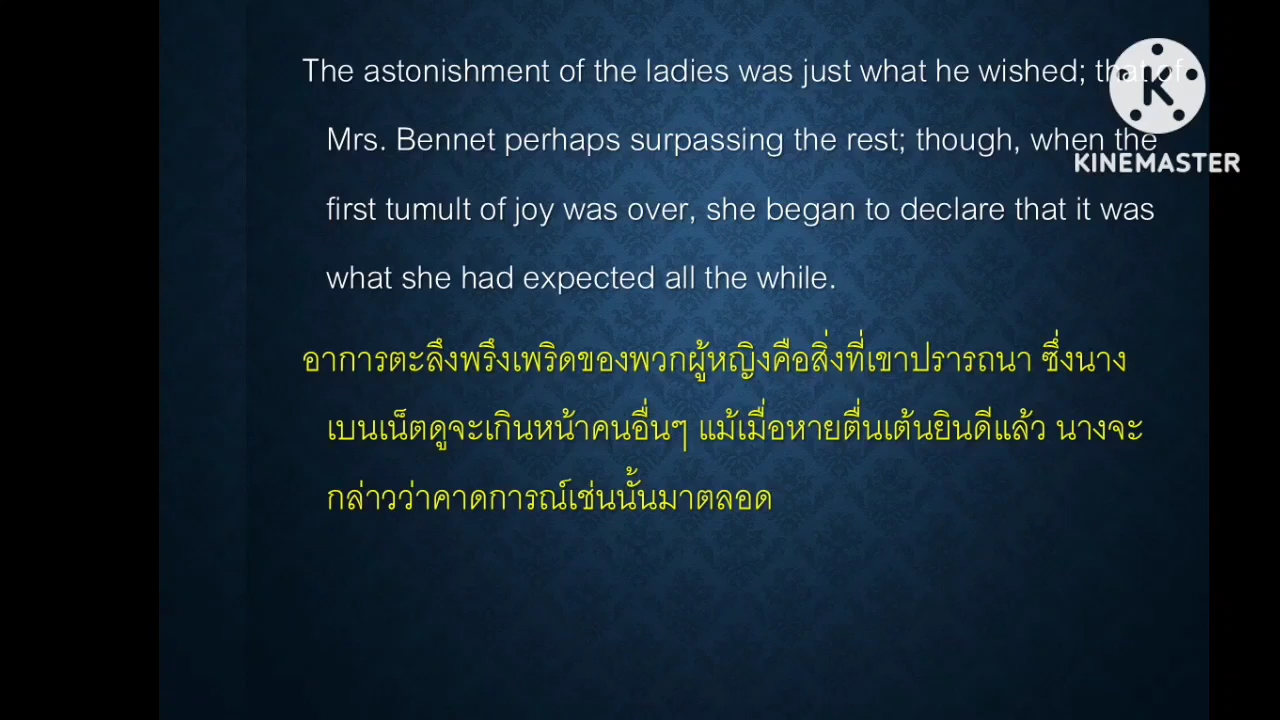 The astonishment of the ladies was just what he wished; that of
Mrs. Bennet perhaps surpassing the rest; though, when the
first tumult of joy was over, she began to declare that it was
what she had expected all the while.
อาการตะลึงพรึงเพริดของพวกผู้หญิงคือสิ่งที่เขาปรารถนา ซึ่งนาง
เบนเน็ตดูจะเกินหน้าคนอื่นๆ แม้เมื่อหายตื่นเต้นยินดีแล้ว นางจะ
กล่าวว่าคาดการณ์เช่นนั้นมาตลอด
K
KINEMASTER